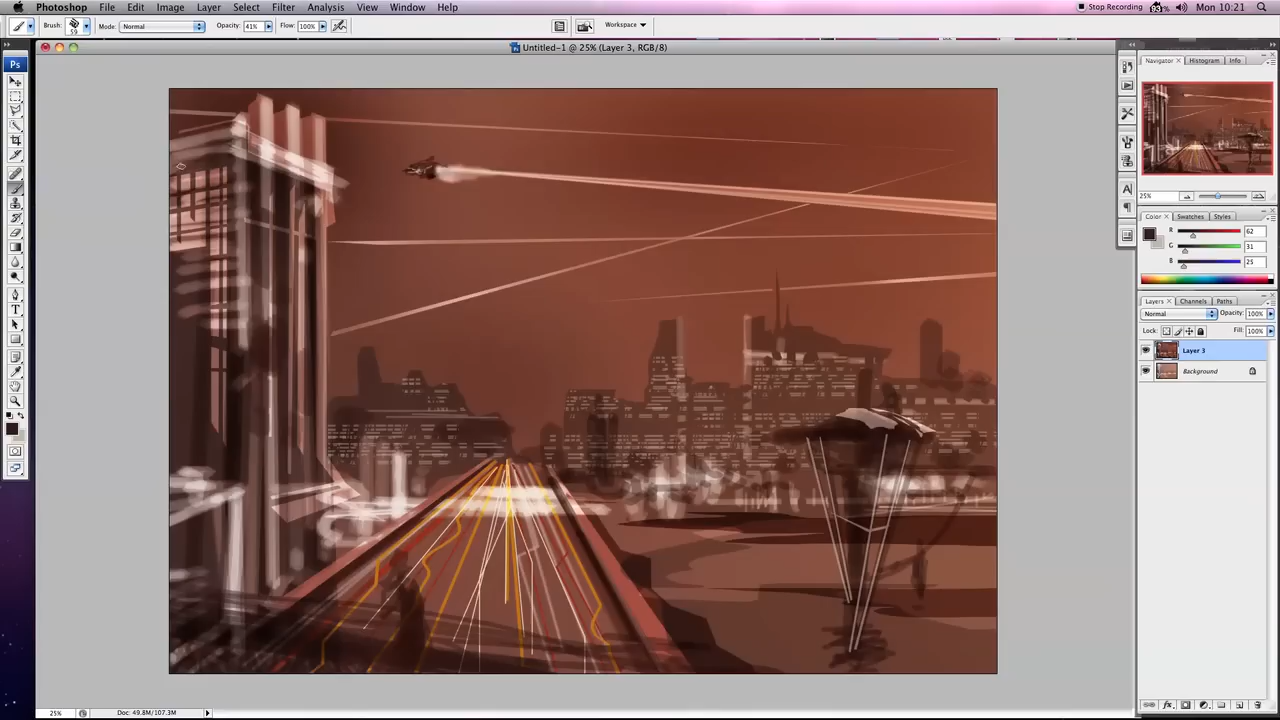 Photoshop File Edit Image Layer Select Filter Analysis View Window Help Stop Recording Mon 10:21
Brush: 59 Mode: Normal Opacity: 41% Flow: 100% Workspace
Untitled-1 @ 25% (Layer 3, RGB/8)
Ps
Navigator Histogram Info
25%
Color Swatches Styles
R 62
G 31
B 25
Layers Channels Paths
Normal Opacity: 100%
Lock: Fill: 100%
Layer 3
Background
25% Doc: 49.8M/107.3M